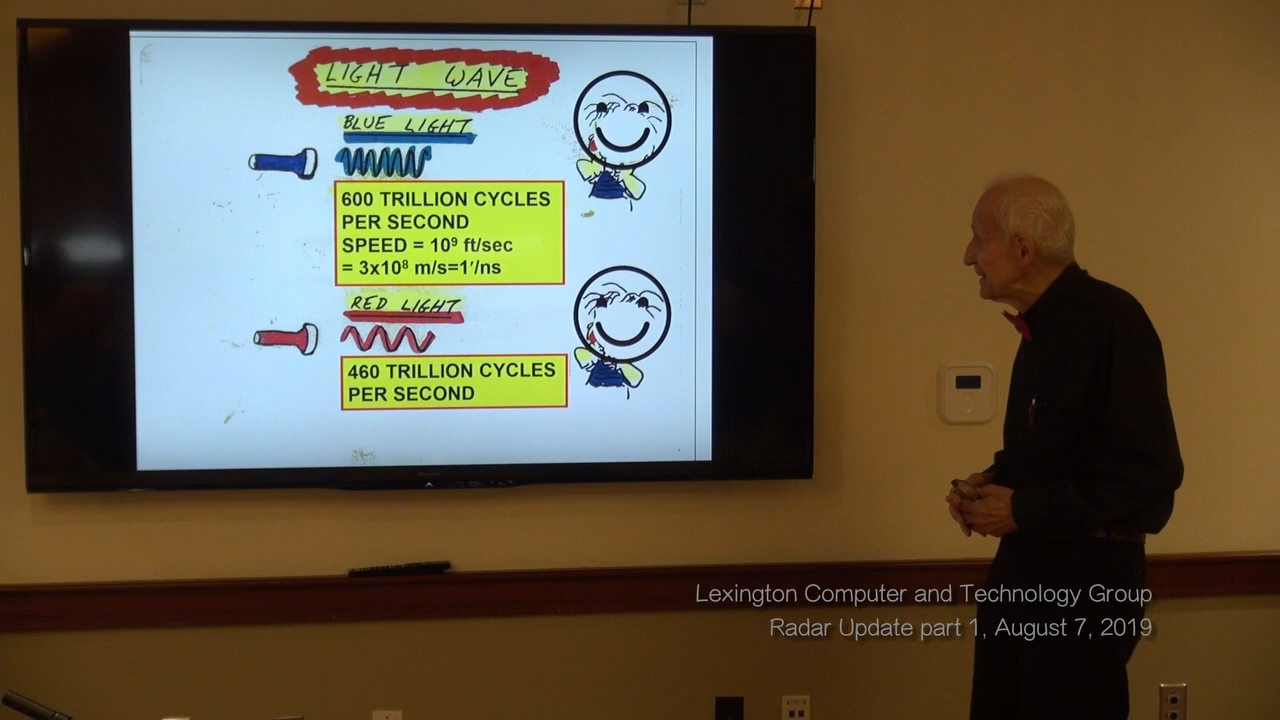 LIGHT WAVE
BLUE LIGHT
600 TRILLION CYCLES
PER SECOND
SPEED = 10⁹ ft/sec
= 3x10⁸ m/s=1′/ns
RED LIGHT
460 TRILLION CYCLES
PER SECOND
Lexington Computer and Technology Group
Radar Update part 1, August 7, 2019